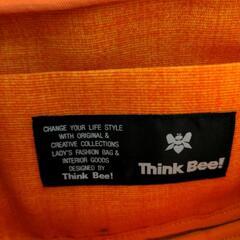 CHANGE YOUR LIFE STYLE
WITH ORIGINAL &
CREATIVE COLLECTIONS
LADY'S FASHION BAG &
INTERIOR GOODS
DESIGNED BY
Think Bee!
Think Bee!